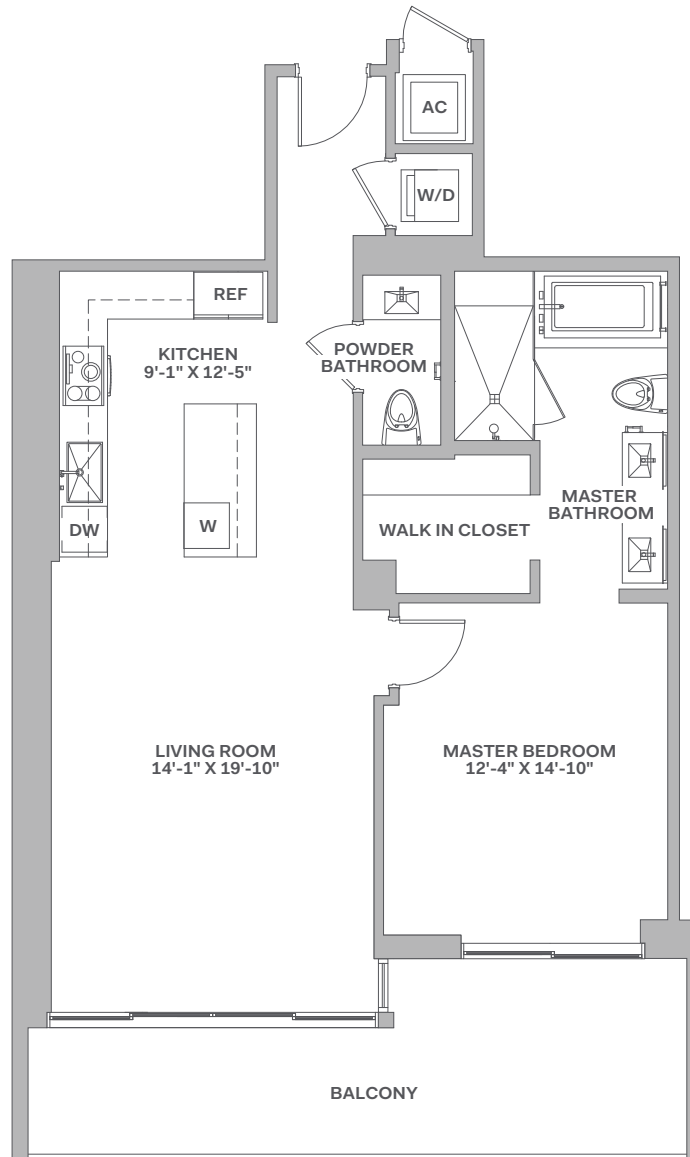 AC
W/D
REF
KITCHEN
9'-1" X 12'-5"
POWDER
BATHROOM
DW
W
WALK IN CLOSET
MASTER
BATHROOM
LIVING ROOM
14'-1" X 19'-10"
MASTER BEDROOM
12'-4" X 14'-10"
BALCONY